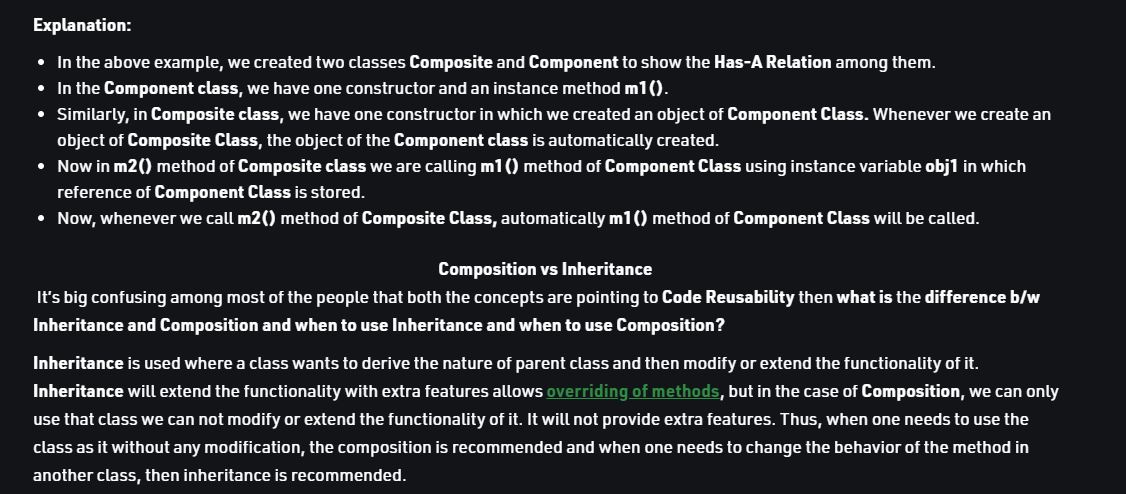 Explanation:
• In the above example, we created two classes Composite and Component to show the Has-A Relation among them.
• In the Component class, we have one constructor and an instance method m1().
• Similarly, in Composite class, we have one constructor in which we created an object of Component Class. Whenever we create an
object of Composite Class, the object of the Component class is automatically created.
• Now in m2() method of Composite class we are calling m1() method of Component Class using instance variable obj1 in which
reference of Component Class is stored.
• Now, whenever we call m2() method of Composite Class, automatically m1() method of Component Class will be called.
Composition vs Inheritance
It's big confusing among most of the people that both the concepts are pointing to Code Reusability then what is the difference b/w
Inheritance and Composition and when to use Inheritance and when to use Composition?
Inheritance is used where a class wants to derive the nature of parent class and then modify or extend the functionality of it.
Inheritance will extend the functionality with extra features allows overriding of methods, but in the case of Composition, we can only
use that class we can not modify or extend the functionality of it. It will not provide extra features. Thus, when one needs to use the
class as it without any modification, the composition is recommended and when one needs to change the behavior of the method in
another class, then inheritance is recommended.